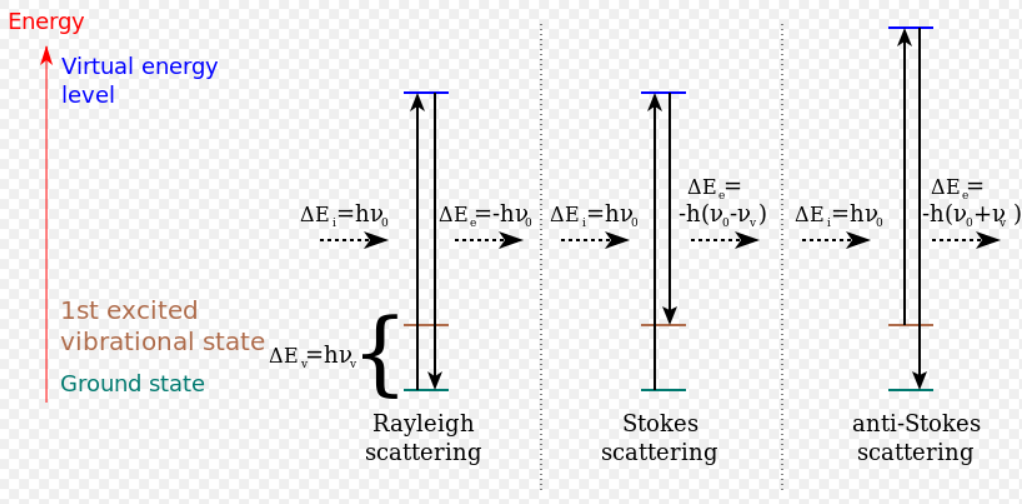 Energy
Virtual energy
level
ΔEᵢ=hν₀
ΔEₑ=-hν₀
ΔEᵢ=hν₀
ΔEₑ=
-h(ν₀-νᵥ)
ΔEᵢ=hν₀
ΔEₑ=
-h(ν₀+νᵥ)
1st excited
vibrational state
ΔEᵥ=hνᵥ
Ground state
Rayleigh
scattering
Stokes
scattering
anti-Stokes
scattering